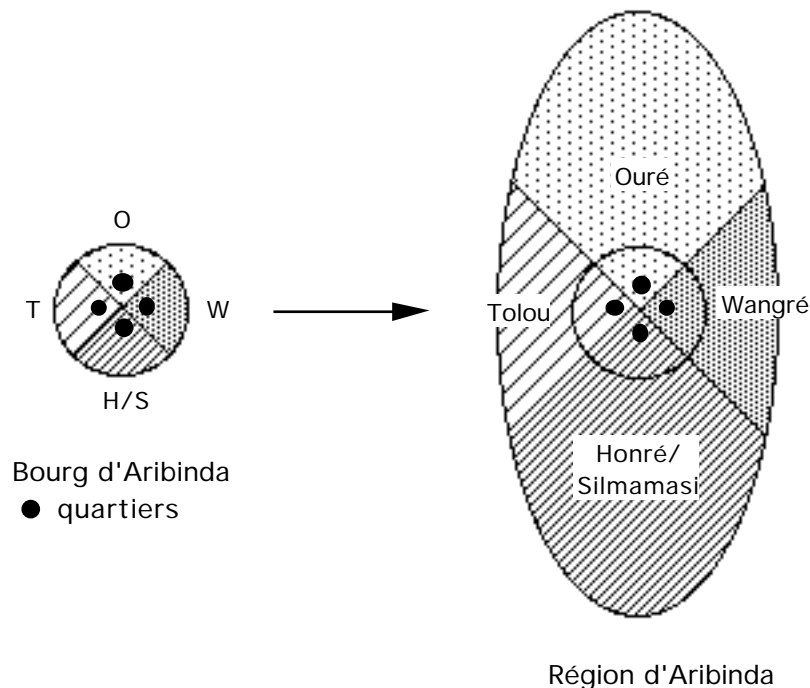 O
T
W
H/S
Bourg d'Aribinda
quartiers
Ouré
Tolou
Wangré
Honré/
Silmamasi
Région d'Aribinda